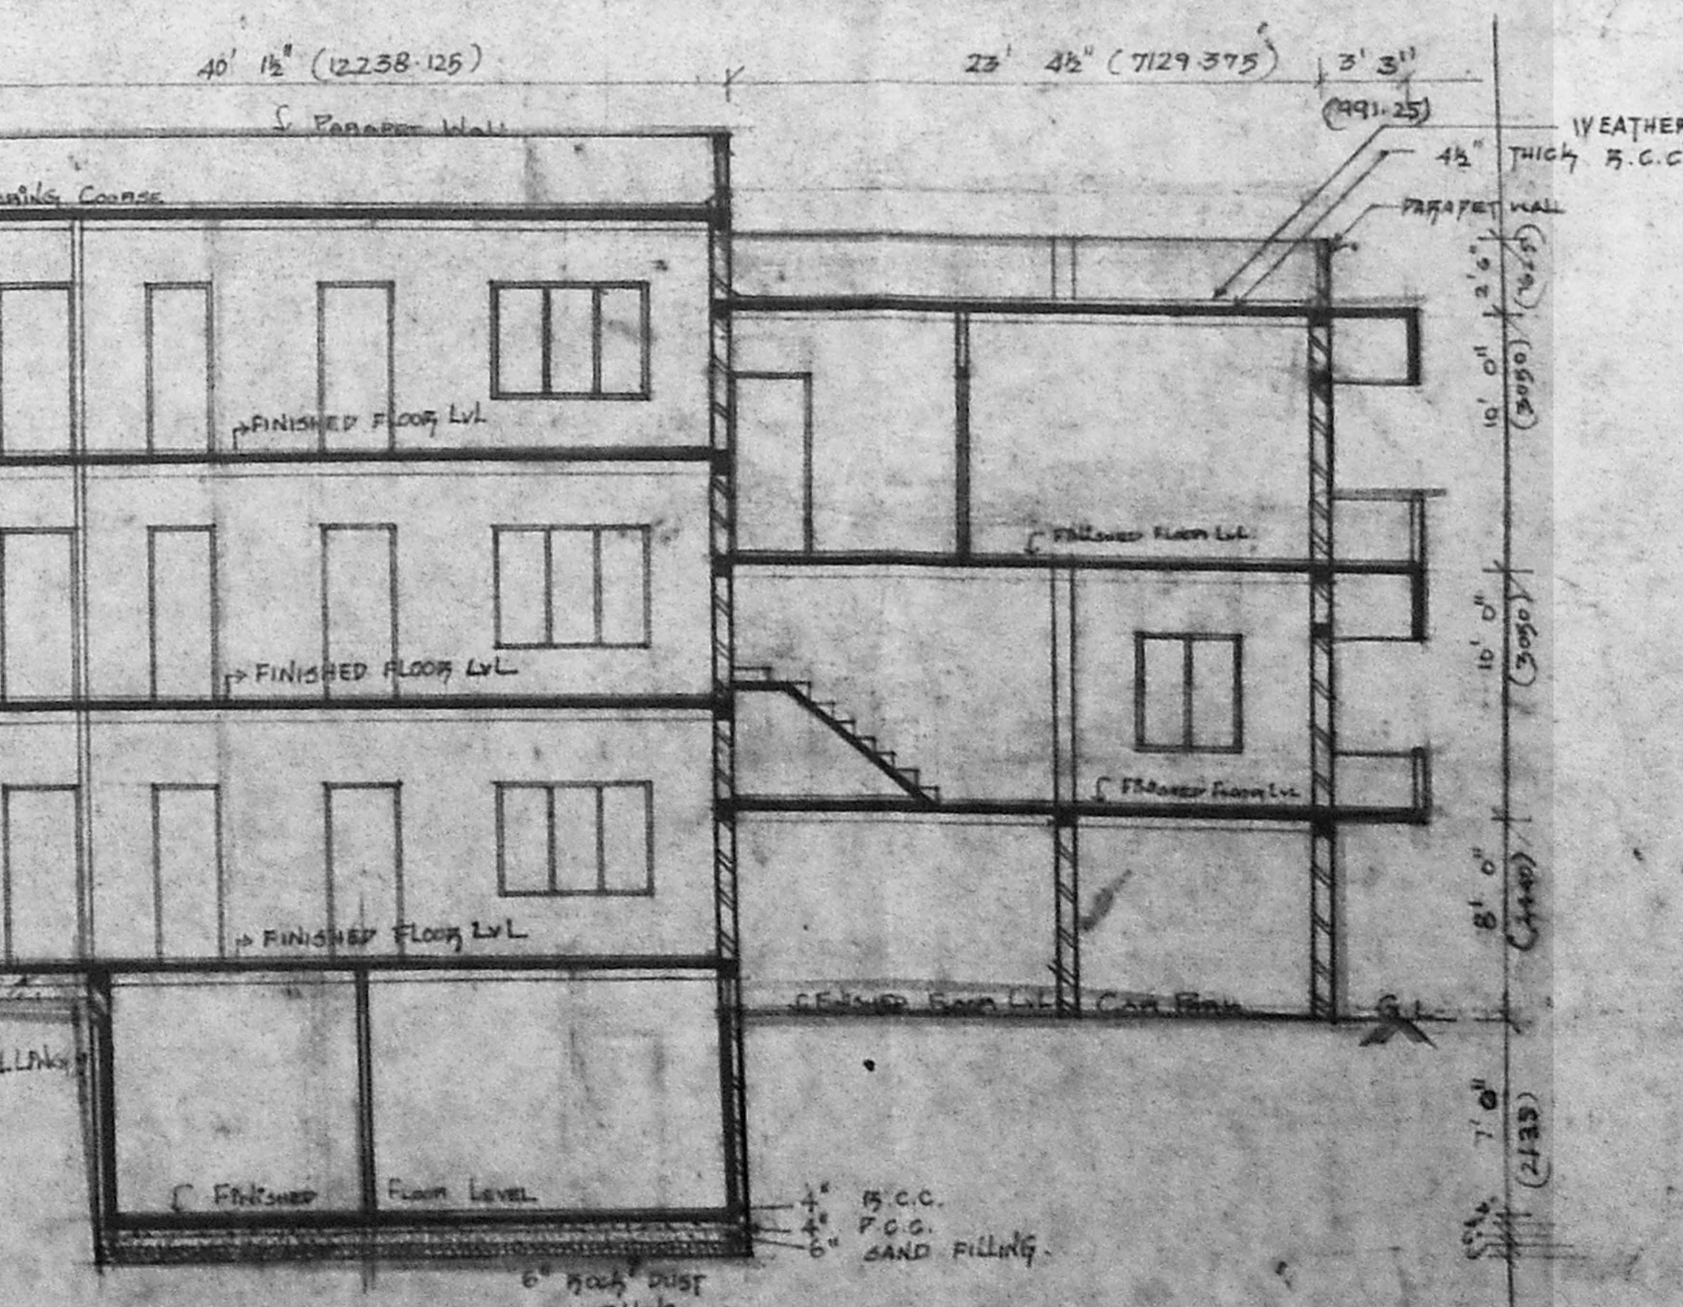 40' 1½" (12238.125)
23' 4½" (7129.375)
3' 3"
(991.25)
PARAPET WALL
WEATHER
4½" THICK R.C.C
COURSE
PARAPET WALL
2' 6"
10' 0"
(3050)
FINISHED FLOOR LVL
FINISHED FLOOR LVL
10' 0"
(3050)
FINISHED FLOOR LVL
FINISHED FLOOR LVL
8' 0"
(2440)
FINISHED FLOOR LVL
FINISHED FLOOR LVL CAR PARK
G.L
7' 0"
(2135)
FINISHED FLOOR LEVEL
4" R.C.C.
4" P.C.C.
6" SAND FILLING.
6" ROCK DUST